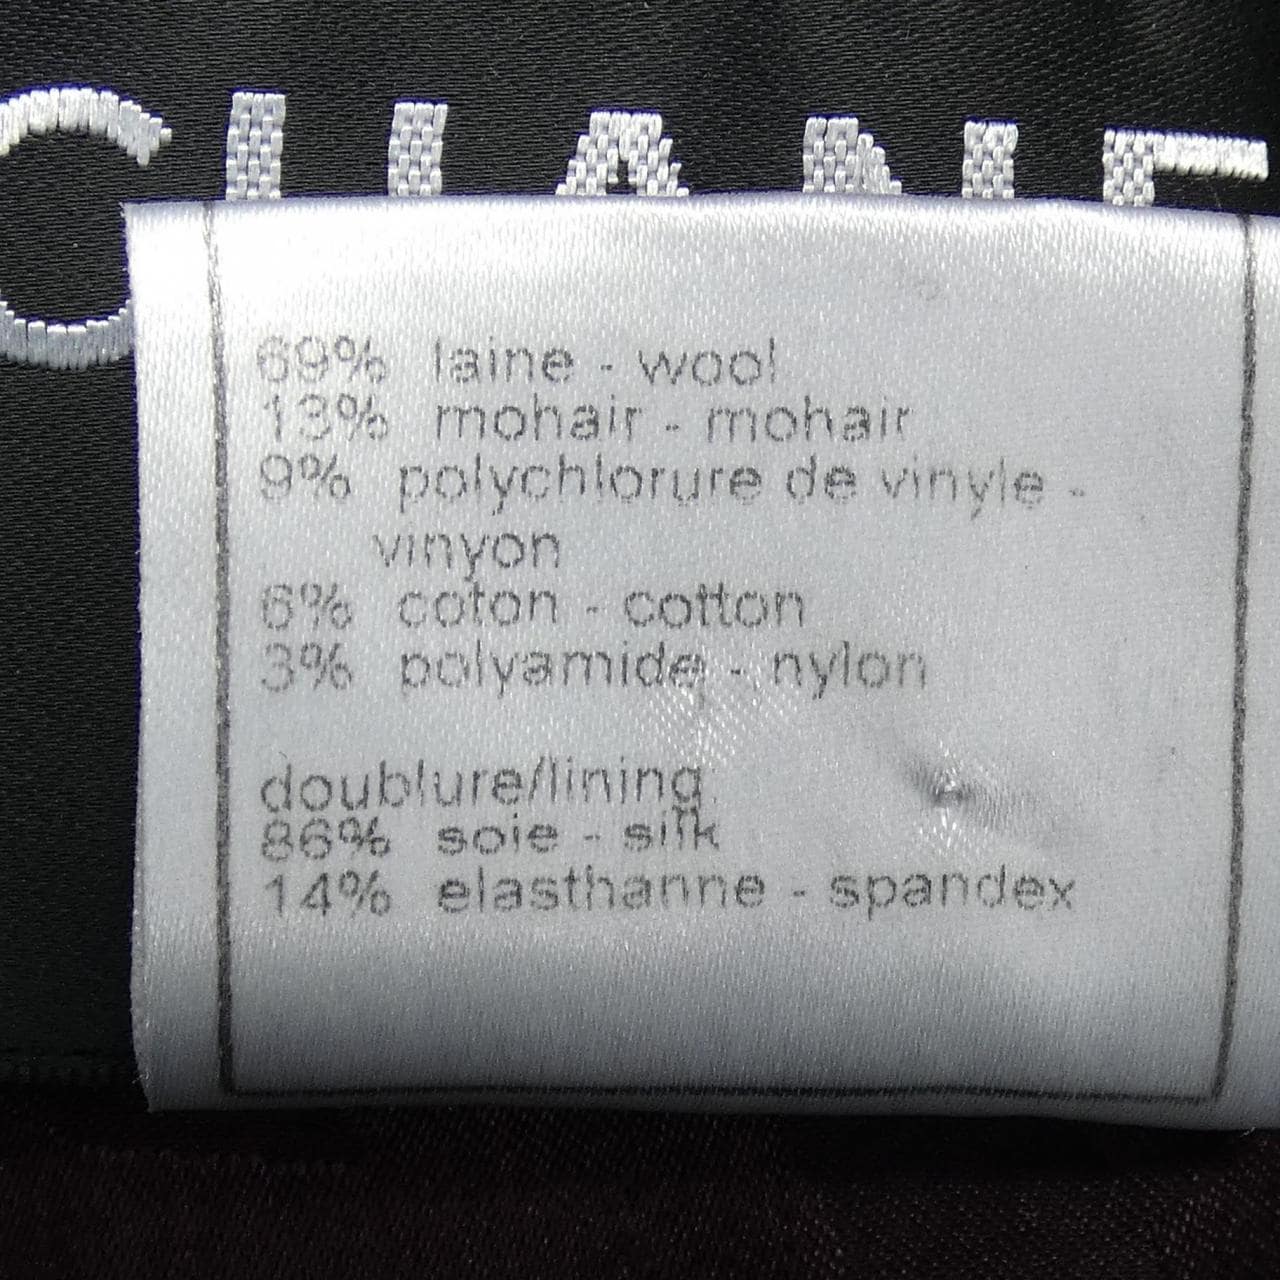 CHANE
69% laine - wool
13% mohair - mohair
9% polychlorure de vinyle -
vinyon
6% coton - cotton
3% polyamide - nylon
doublure/lining:
86% soie - silk
14% elasthanne - spandex